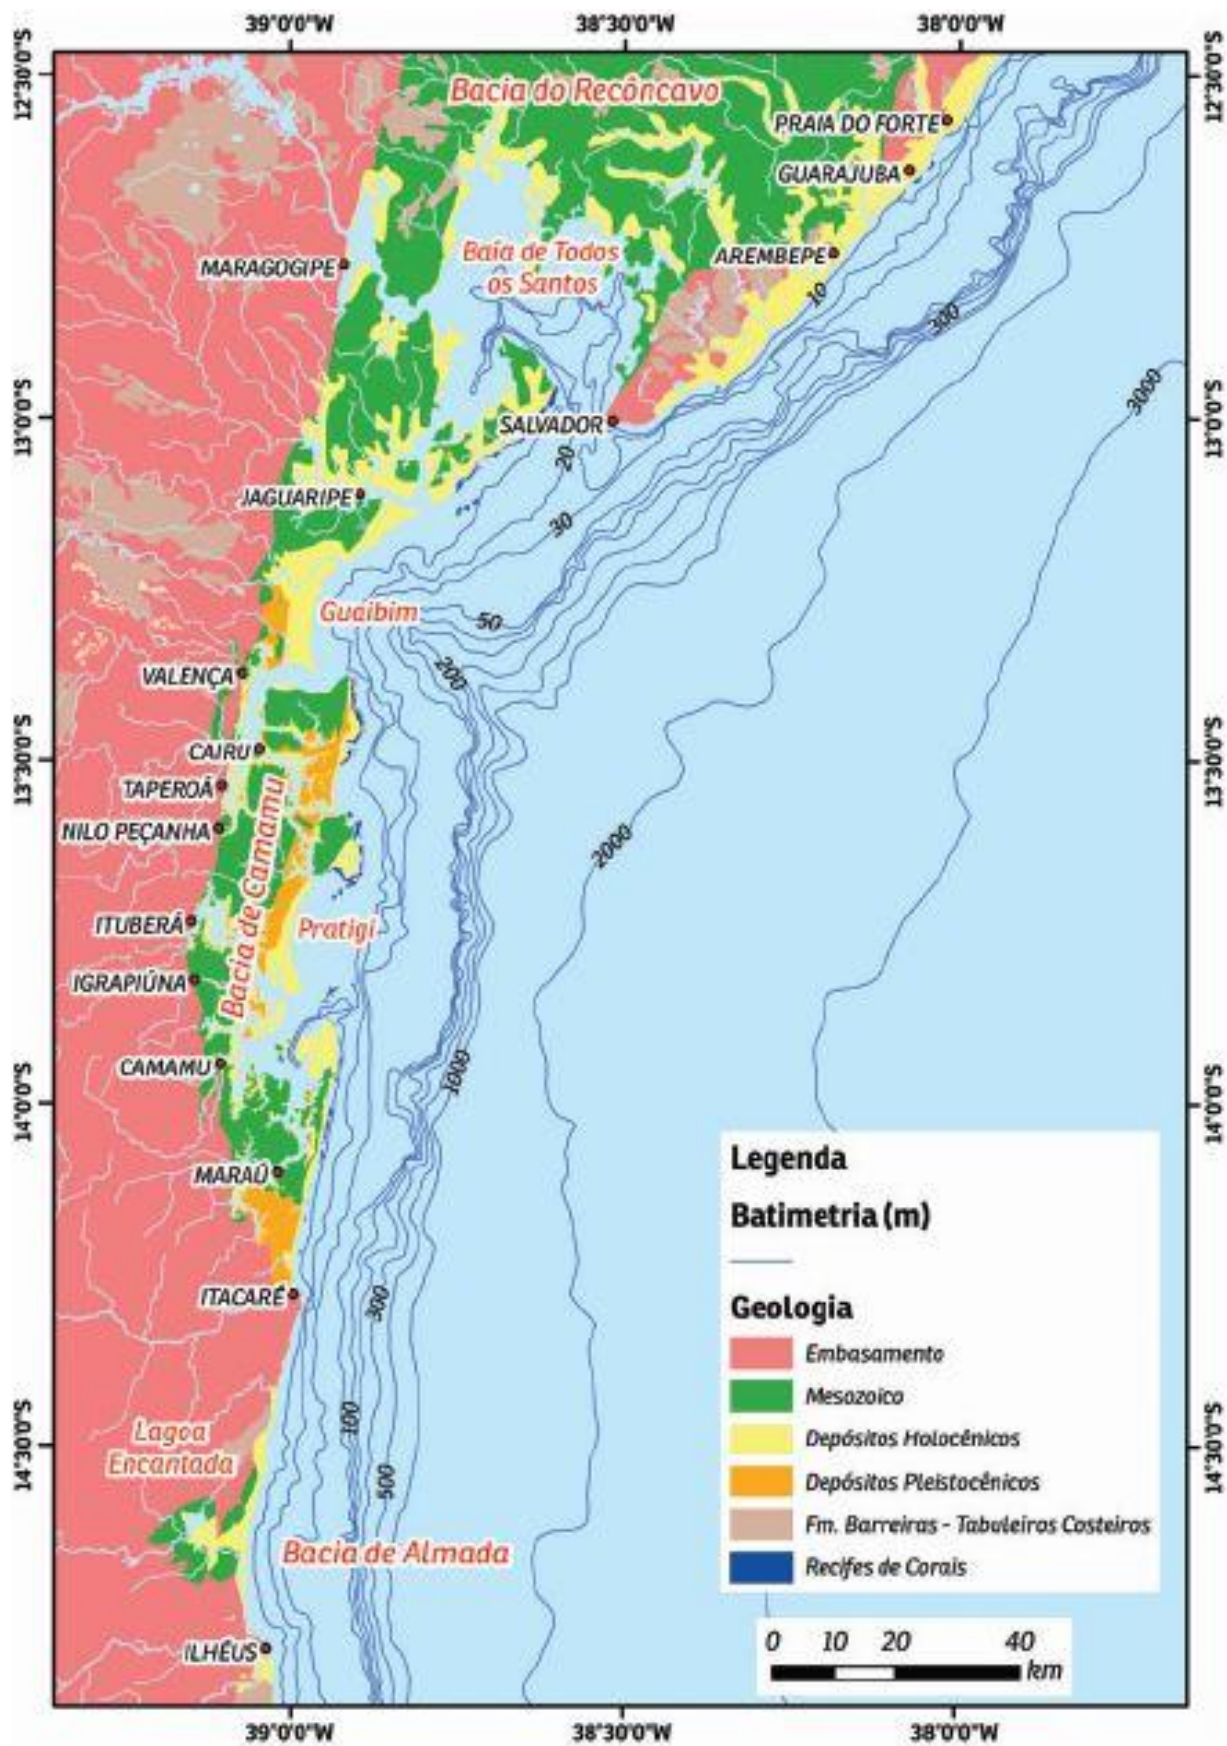 39°0'0"W
38°30'0"W
38°0'0"W
12°30'0"S
12°30'0"S
Bacia do Recôncavo
PRAIA DO FORTE
GUARAJUBA
Baía de Todos
os Santos
MARAGOGIPE
AREMBEPE
10
300
3000
13°0'0"S
13°0'0"S
SALVADOR
20
JAGUARIPE
30
Guaibim
50
VALENÇA
200
CAIRU
13°30'0"S
13°30'0"S
TAPEROÁ
NILO PEÇANHA
2000
Bacia de Camamu
ITUBERÁ
Pratigi
IGRAPIÚNA
CAMAMU
1000
14°0'0"S
14°0'0"S
MARAÚ
ITACARÉ
300
100
Lagoa
Encantada
14°30'0"S
14°30'0"S
500
Bacia de Almada
ILHÉUS
Legenda
Batimetria (m)
Geologia
Embasamento
Mesozoico
Depósitos Holocênicos
Depósitos Pleistocênicos
Fm. Barreiras - Tabuleiros Costeiros
Recifes de Corais
0 10 20 40
km
39°0'0"W
38°30'0"W
38°0'0"W